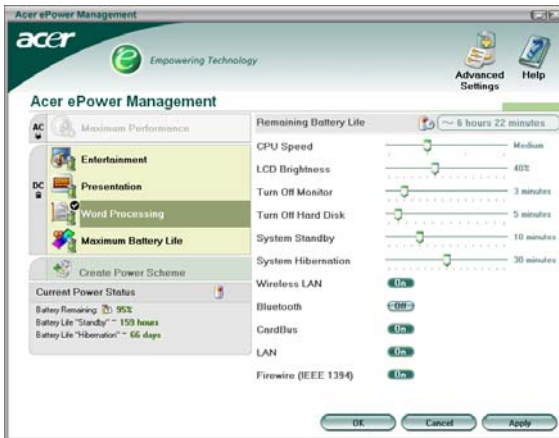 Acer ePower Management
acer
e
Empowering Technology
Advanced Settings
Help
Acer ePower Management
AC
Maximum Performance
DC
Entertainment
Presentation
Word Processing
Maximum Battery Life
Create Power Scheme
Current Power Status
Battery Remaining: 95%
Battery Life "Standby" ~ 159 hours
Battery Life "Hibernation" ~ 66 days
Remaining Battery Life ~ 6 hours 22 minutes
CPU Speed Medium
LCD Brightness 40%
Turn Off Monitor 3 minutes
Turn Off Hard Disk 5 minutes
System Standby 10 minutes
System Hibernation 30 minutes
Wireless LAN On
Bluetooth Off
CardBus On
LAN On
Firewire (IEEE 1394) On
OK Cancel Apply